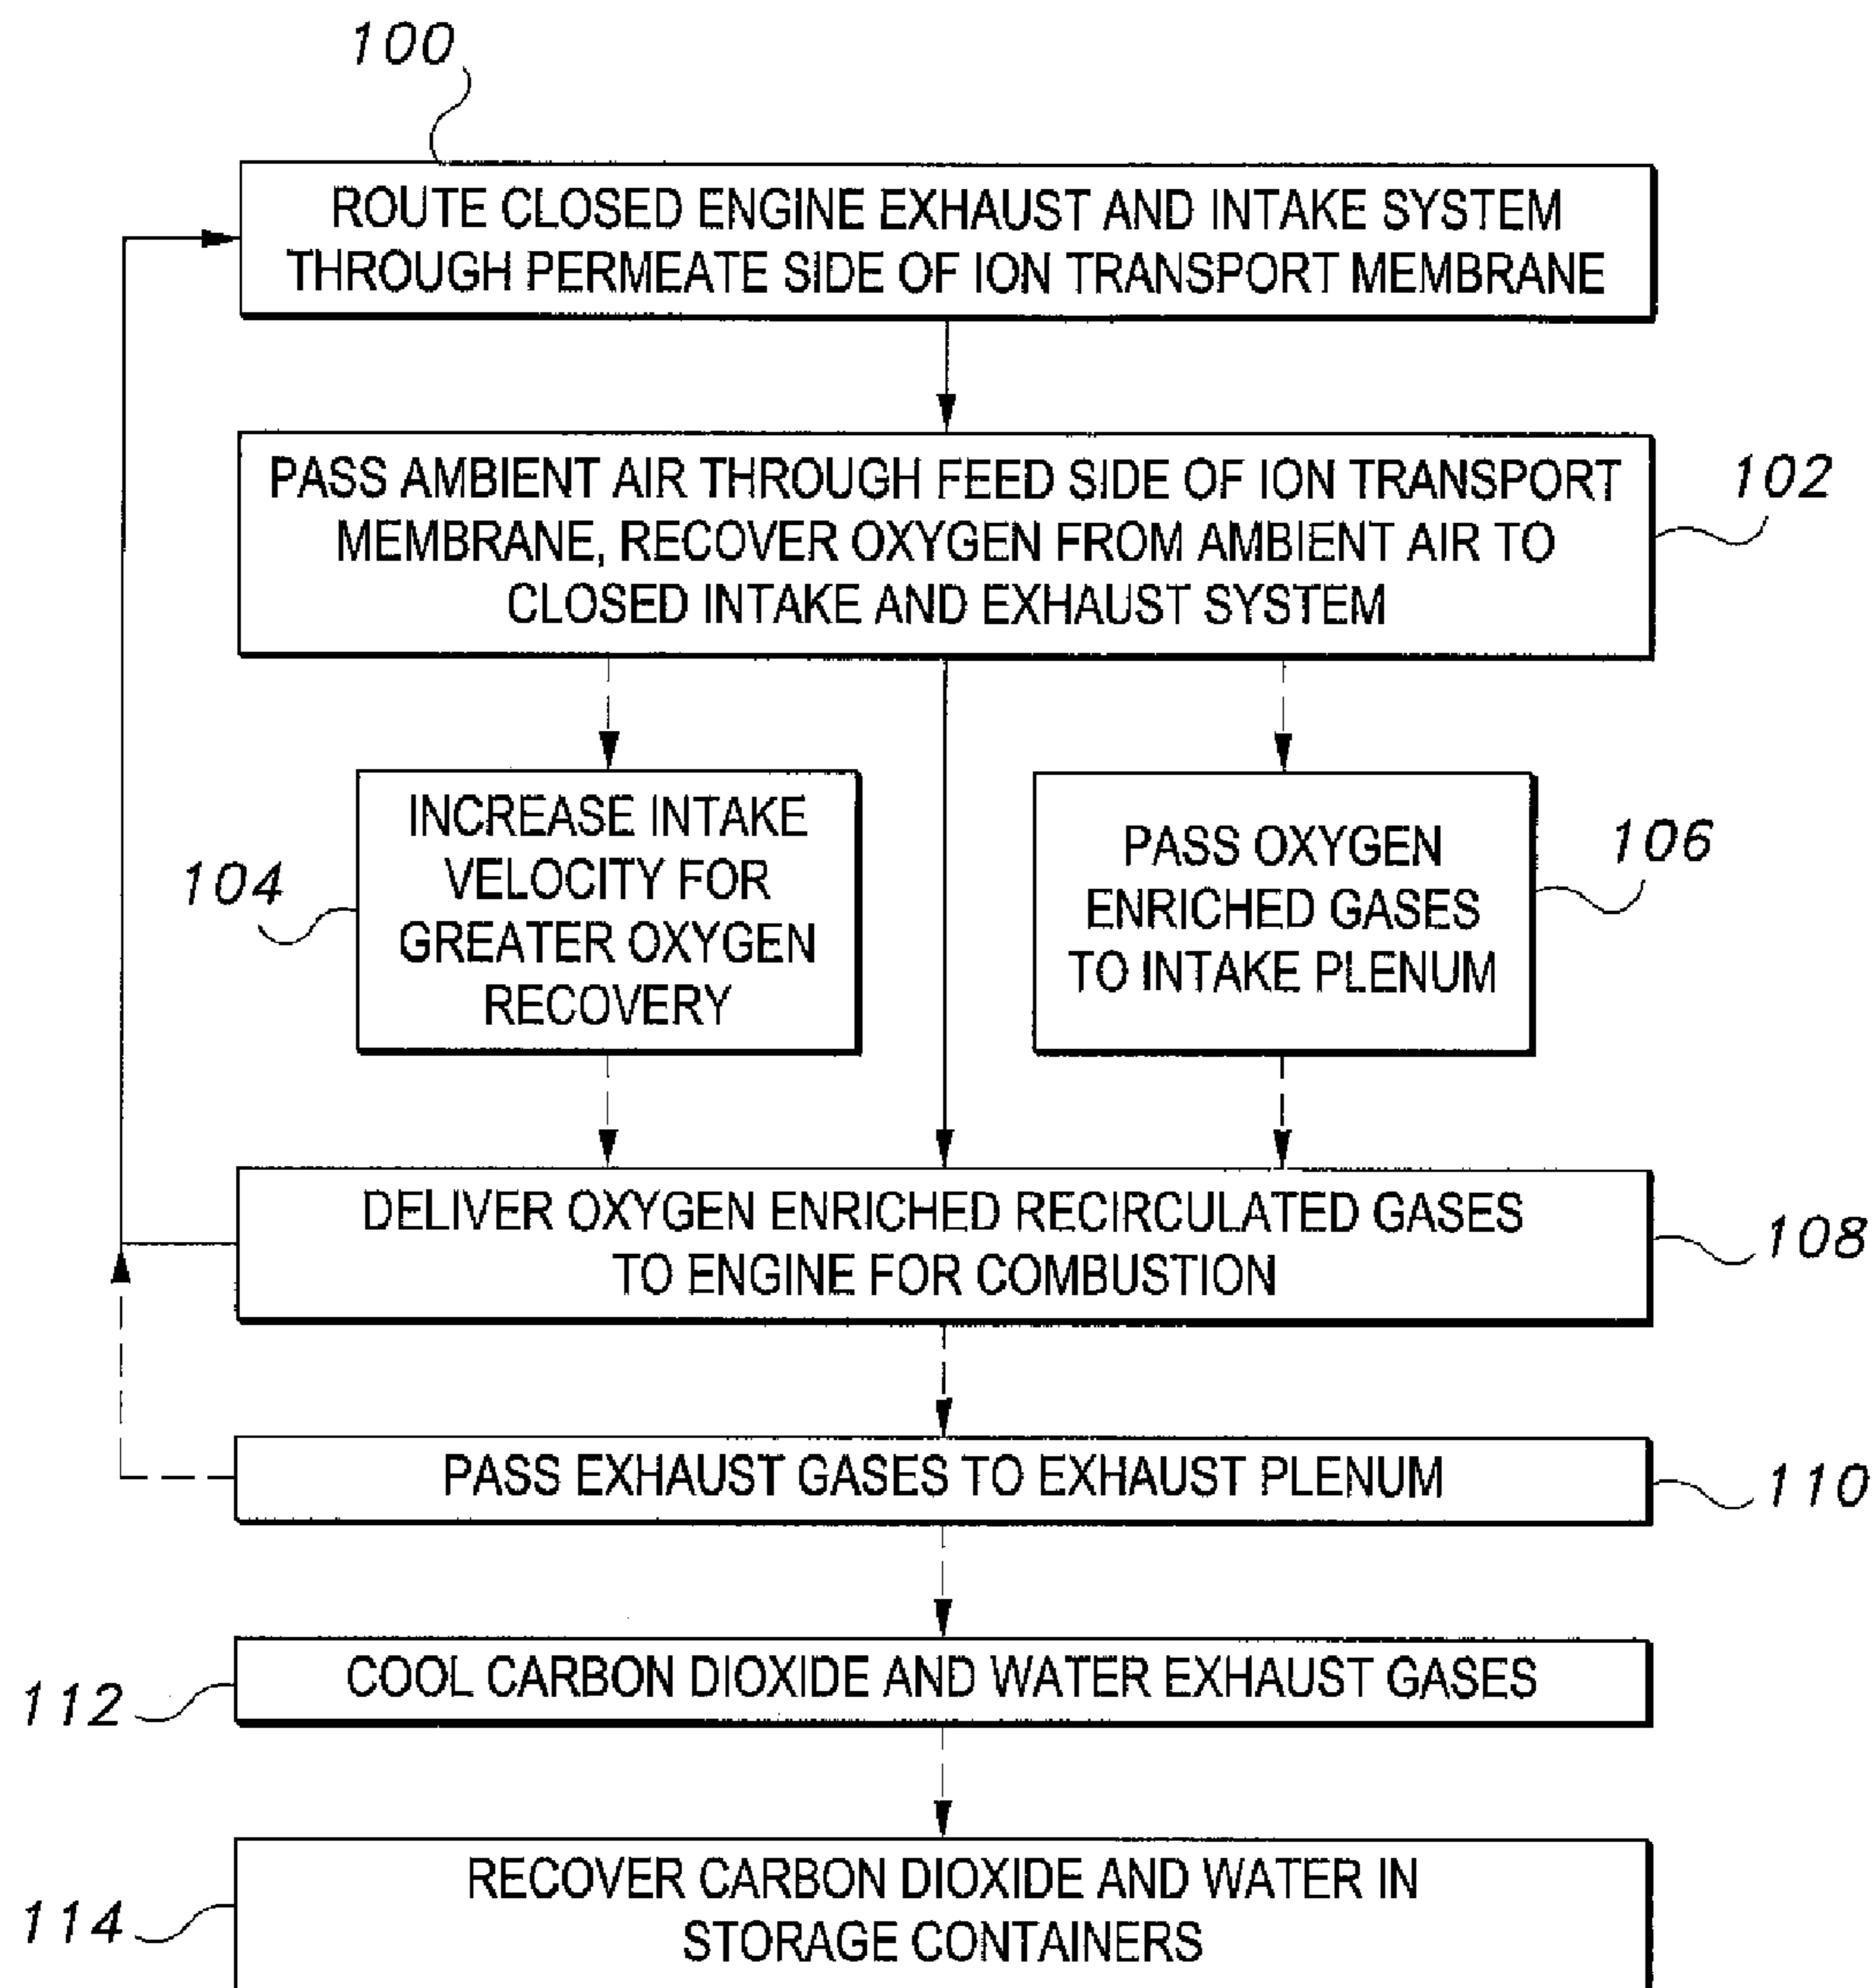 100
ROUTE CLOSED ENGINE EXHAUST AND INTAKE SYSTEM
THROUGH PERMEATE SIDE OF ION TRANSPORT MEMBRANE
PASS AMBIENT AIR THROUGH FEED SIDE OF ION TRANSPORT
MEMBRANE, RECOVER OXYGEN FROM AMBIENT AIR TO
CLOSED INTAKE AND EXHAUST SYSTEM
102
104
INCREASE INTAKE
VELOCITY FOR
GREATER OXYGEN
RECOVERY
PASS OXYGEN
ENRICHED GASES
TO INTAKE PLENUM
106
DELIVER OXYGEN ENRICHED RECIRCULATED GASES
TO ENGINE FOR COMBUSTION
108
PASS EXHAUST GASES TO EXHAUST PLENUM
110
112
COOL CARBON DIOXIDE AND WATER EXHAUST GASES
114
RECOVER CARBON DIOXIDE AND WATER IN
STORAGE CONTAINERS